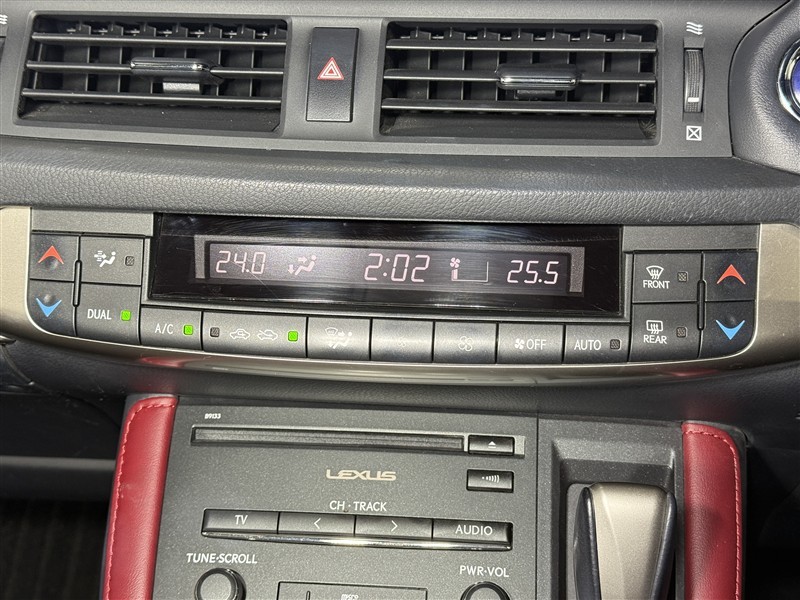 24.0 2:02 25.5
FRONT
DUAL
A/C
OFF
AUTO
REAR
B9133
LEXUS
CH · TRACK
TV
< >
AUDIO
TUNE·SCROLL
PWR·VOL